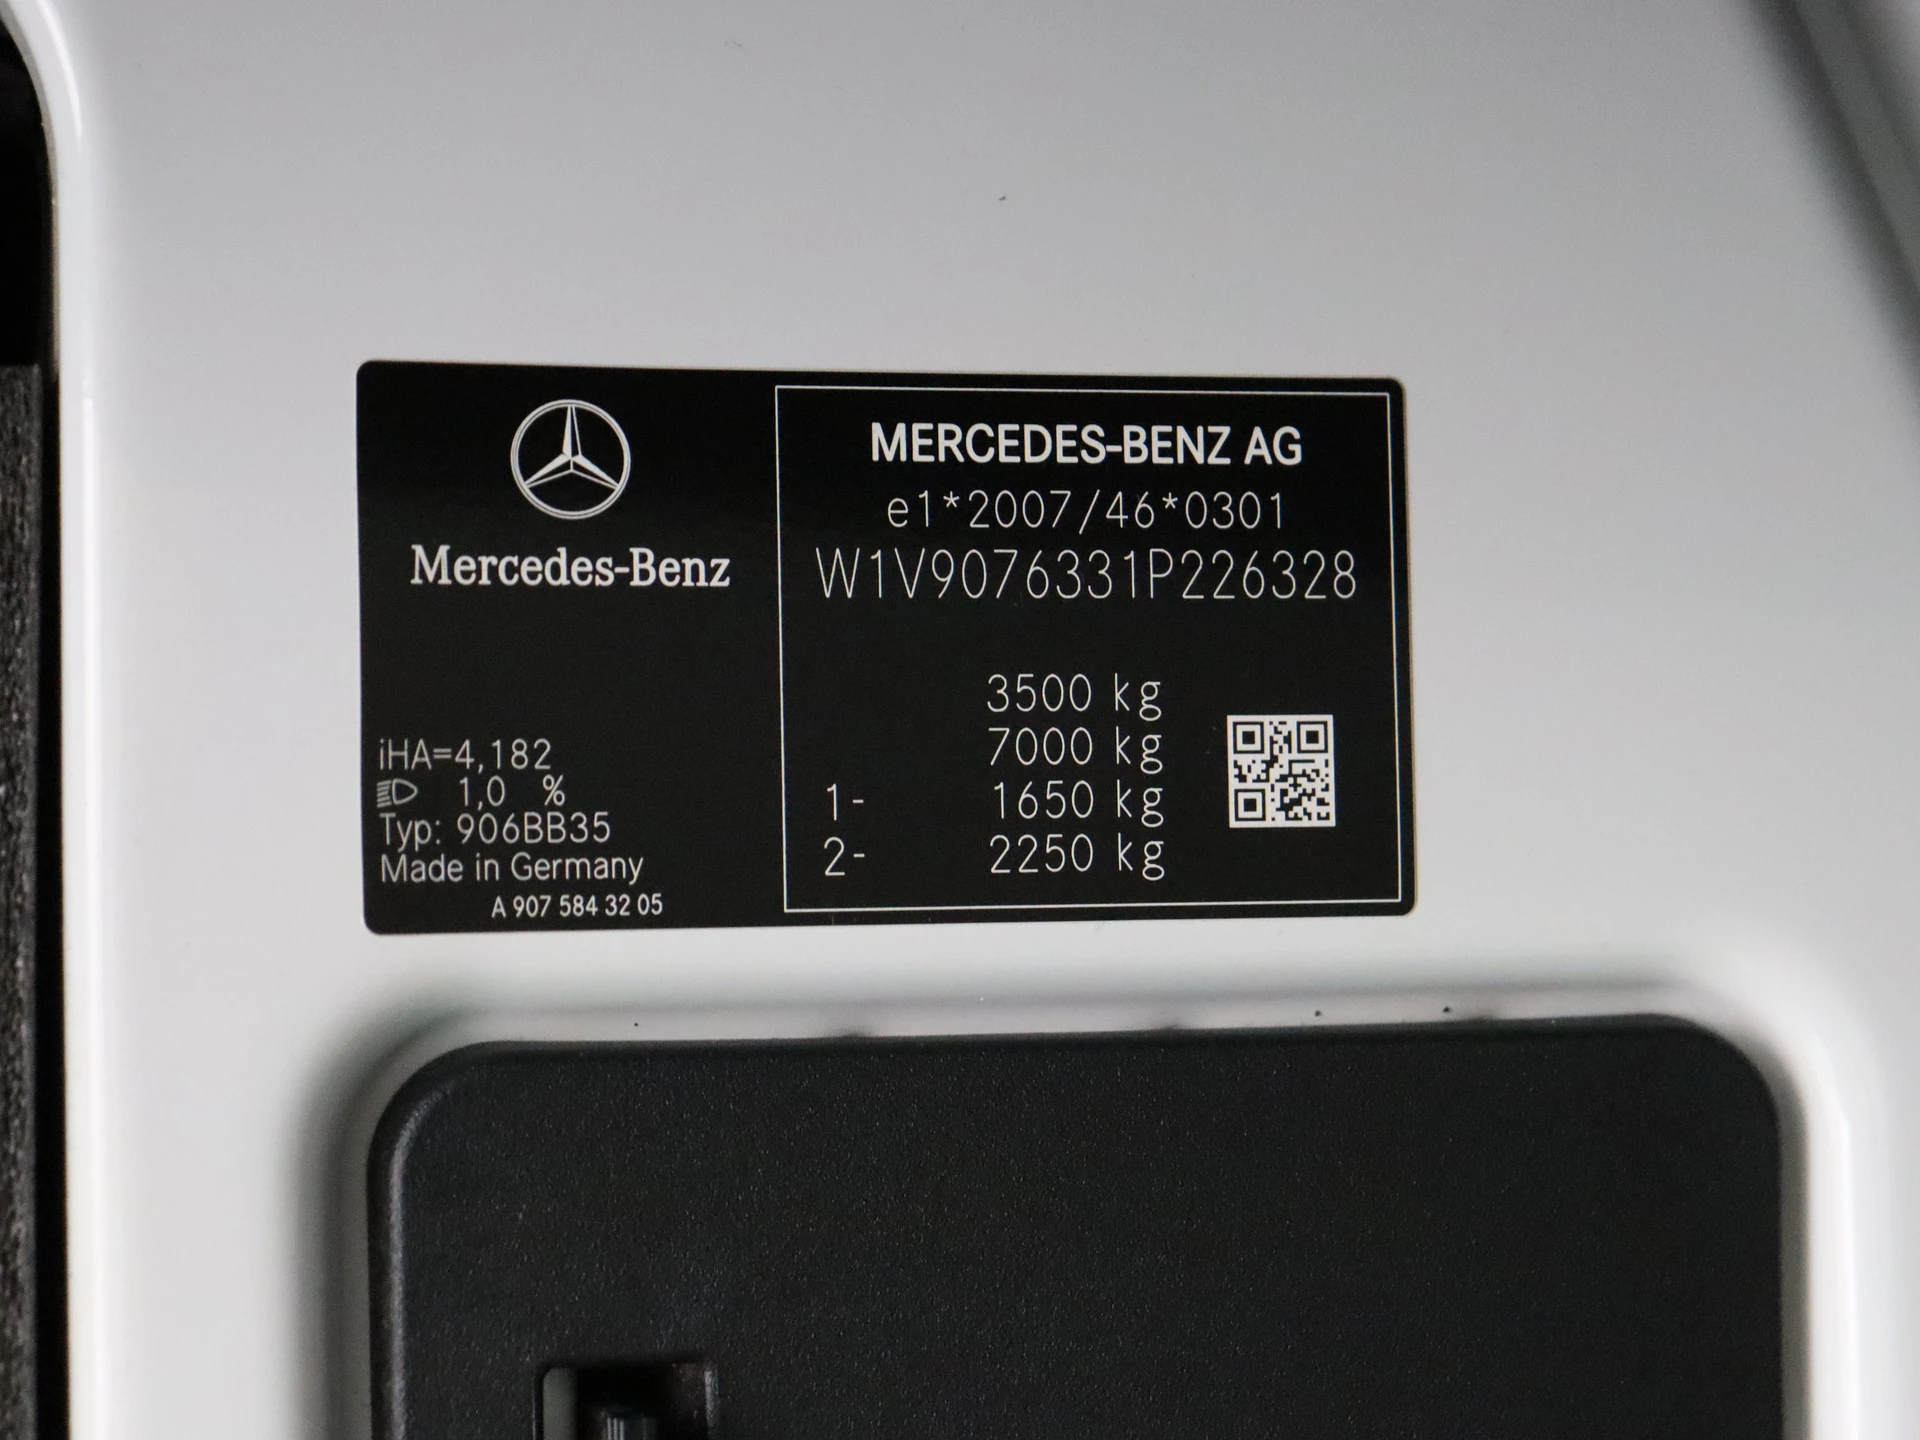 Mercedes-Benz
iHA=4,182
1,0 %
Typ: 906BB35
Made in Germany
A 907 584 32 05
MERCEDES-BENZ AG
e1*2007/46*0301
W1V9076331P226328
3500 kg
7000 kg
1- 1650 kg
2- 2250 kg